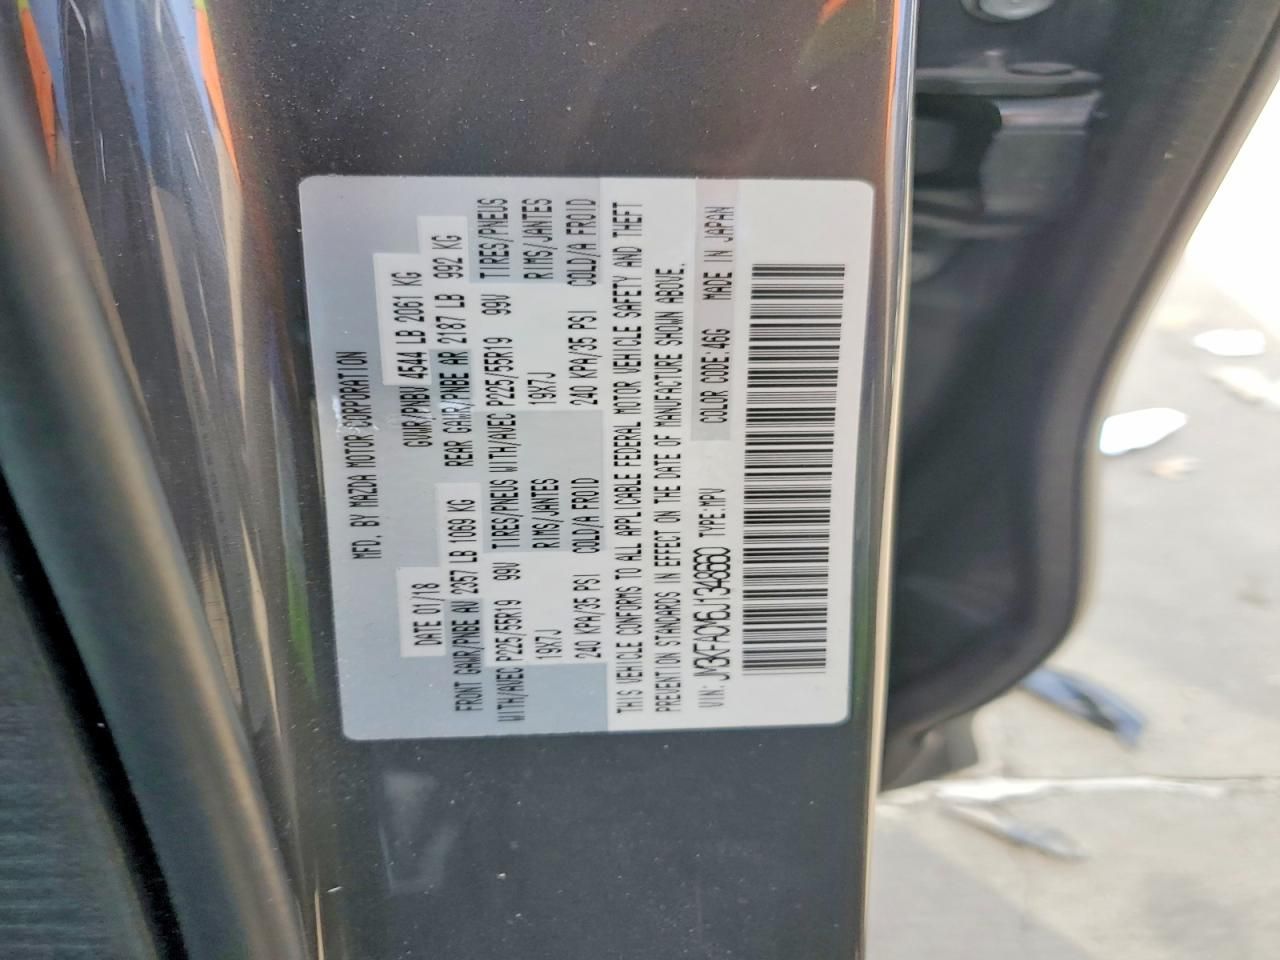 MFD. BY MAZDA MOTOR CORPORATION
DATE 01/18 GVWR/PNBV 4544 LB 2061 KG
FRONT GAWR/PNBE AV 2357 LB 1069 KG REAR GAWR/PNBE AR 2187 LB 992 KG
WITH/AVEC P225/55R19 99V TIRES/PNEUS WITH/AVEC P225/55R19 99V TIRES/PNEUS
19X7J RIMS/JANTES 19X7J RIMS/JANTES
240 KPA/35 PSI COLD/A FROID 240 KPA/35 PSI COLD/A FROID
THIS VEHICLE CONFORMS TO ALL APPLICABLE FEDERAL MOTOR VEHICLE SAFETY AND THEFT
PREVENTION STANDARDS IN EFFECT ON THE DATE OF MANUFACTURE SHOWN ABOVE.
VIN: TYPE:MPV COLOR CODE:46G MADE IN JAPAN